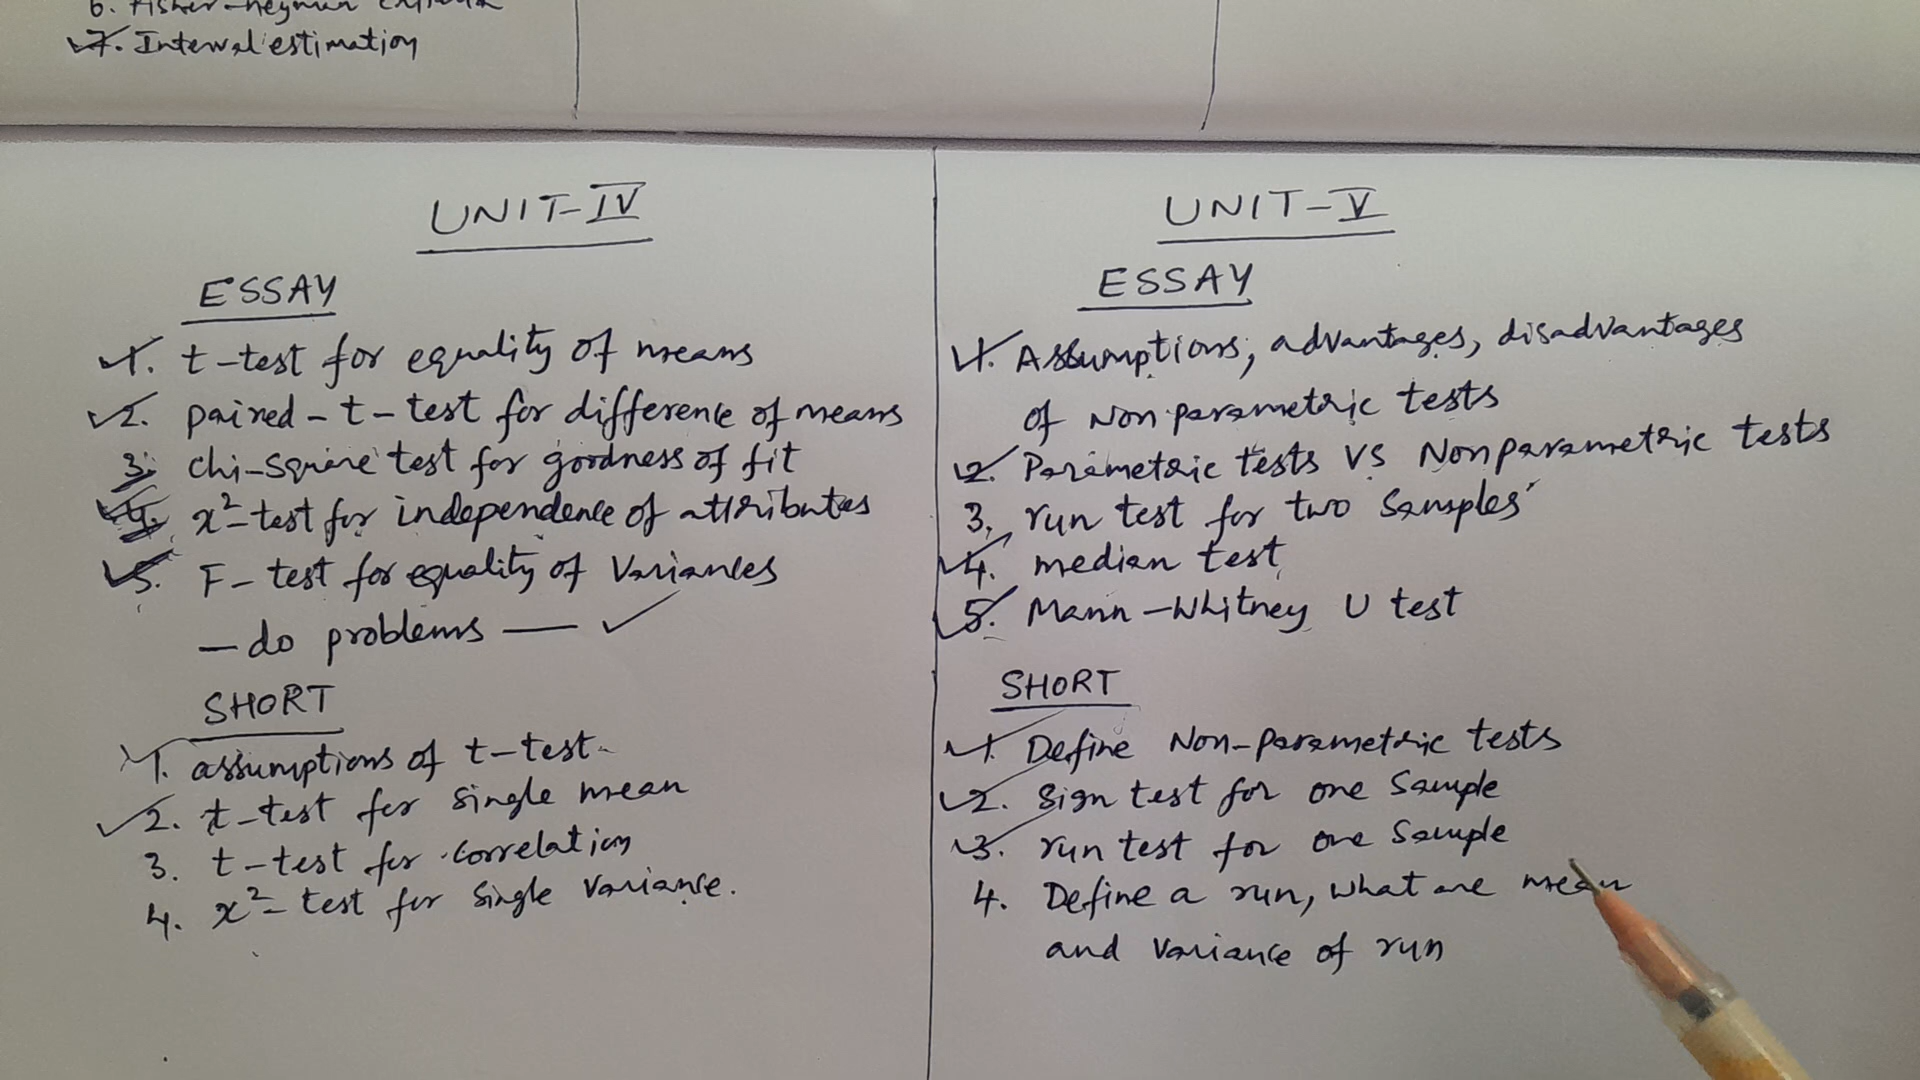 6. Fisher-Neyman criteria
7. Interval estimation
UNIT-IV
ESSAY
1. t-test for equality of means
2. paired-t-test for difference of means
3. chi-square test for goodness of fit
4. x²-test for independence of attributes
5. F-test for equality of variances
- do problems -
SHORT
1. assumptions of t-test
2. t-test for single mean
3. t-test for correlation
4. x²-test for single variance.
UNIT-V
ESSAY
1. Assumptions, advantages, disadvantages
of Non parametric tests
2. Parametric tests VS Nonparametric tests
3. run test for two samples
4. median test
5. Mann-Whitney U test
SHORT
1. Define Non-parametric tests
2. Sign test for one sample
3. run test for one sample
4. Define a run, what are mean
and variance of run